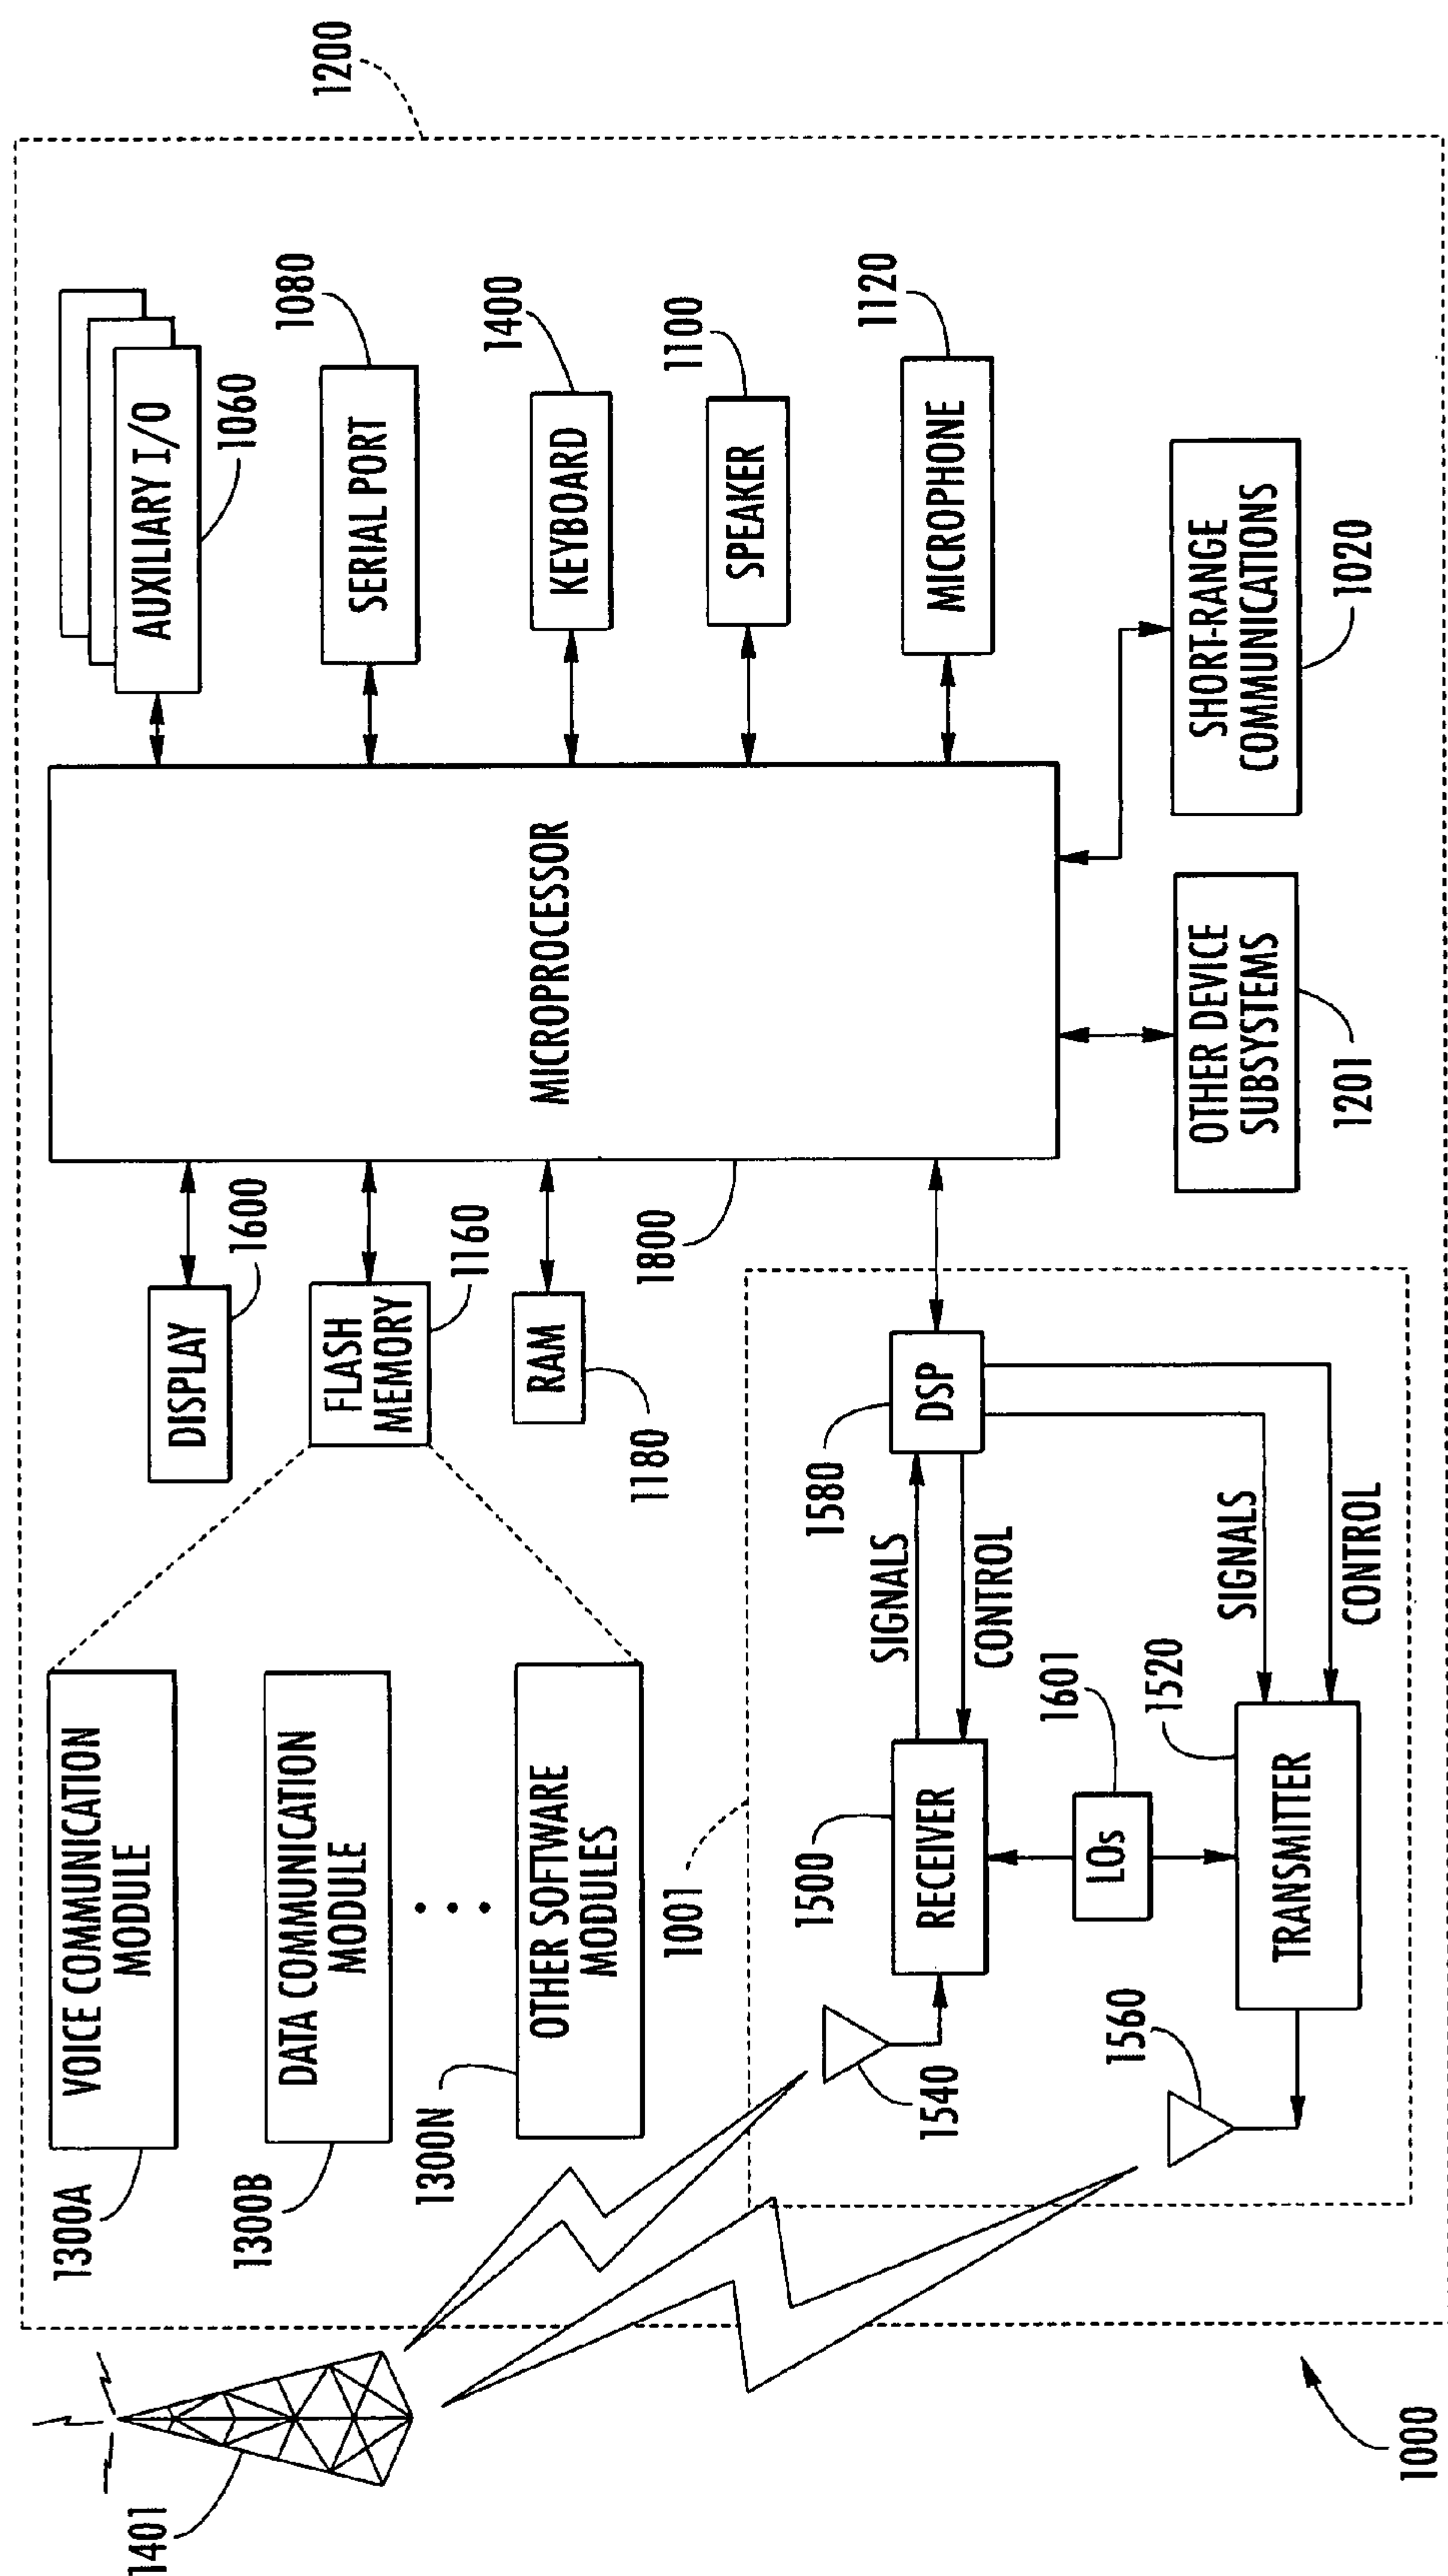 1401
1300A
VOICE COMMUNICATION
MODULE
1300B
DATA COMMUNICATION
MODULE
1300N
OTHER SOFTWARE
MODULES
DISPLAY
1600
FLASH
MEMORY
1160
RAM
1180
MICROPROCESSOR
1800
AUXILIARY I/O
1060
SERIAL PORT
1080
KEYBOARD
1400
SPEAKER
1100
MICROPHONE
1120
SHORT-RANGE
COMMUNICATIONS
1020
OTHER DEVICE
SUBSYSTEMS
1201
1200
1001
1540
1500
RECEIVER
SIGNALS
CONTROL
1580
DSP
LOs
1601
1560
TRANSMITTER
1520
SIGNALS
CONTROL
1000